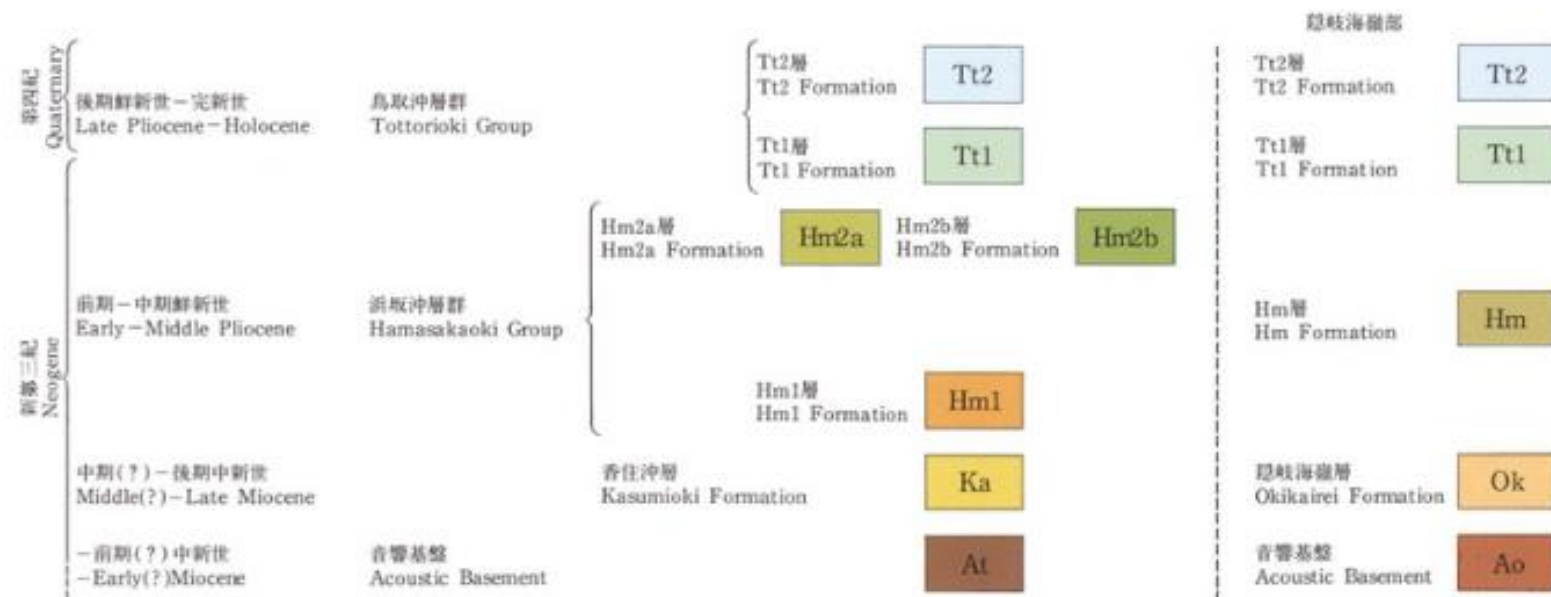 隠岐海嶺部
第四紀
Quaternary
後期鮮新世－完新世
Late Pliocene－Holocene
鳥取沖層群
Tottorioki Group
Tt2層
Tt2 Formation
Tt2
Tt2層
Tt2 Formation
Tt2
Tt1層
Tt1 Formation
Tt1
Tt1層
Tt1 Formation
Tt1
新第三紀
Neogene
前期－中期鮮新世
Early－Middle Pliocene
浜坂沖層群
Hamasakaoki Group
Hm2a層
Hm2a Formation
Hm2a
Hm2b層
Hm2b Formation
Hm2b
Hm層
Hm Formation
Hm
Hm1層
Hm1 Formation
Hm1
中期(？)－後期中新世
Middle(?)－Late Miocene
香住沖層
Kasumioki Formation
Ka
隠岐海嶺層
Okikairei Formation
Ok
－前期(？)中新世
－Early(?)Miocene
音響基盤
Acoustic Basement
At
音響基盤
Acoustic Basement
Ao